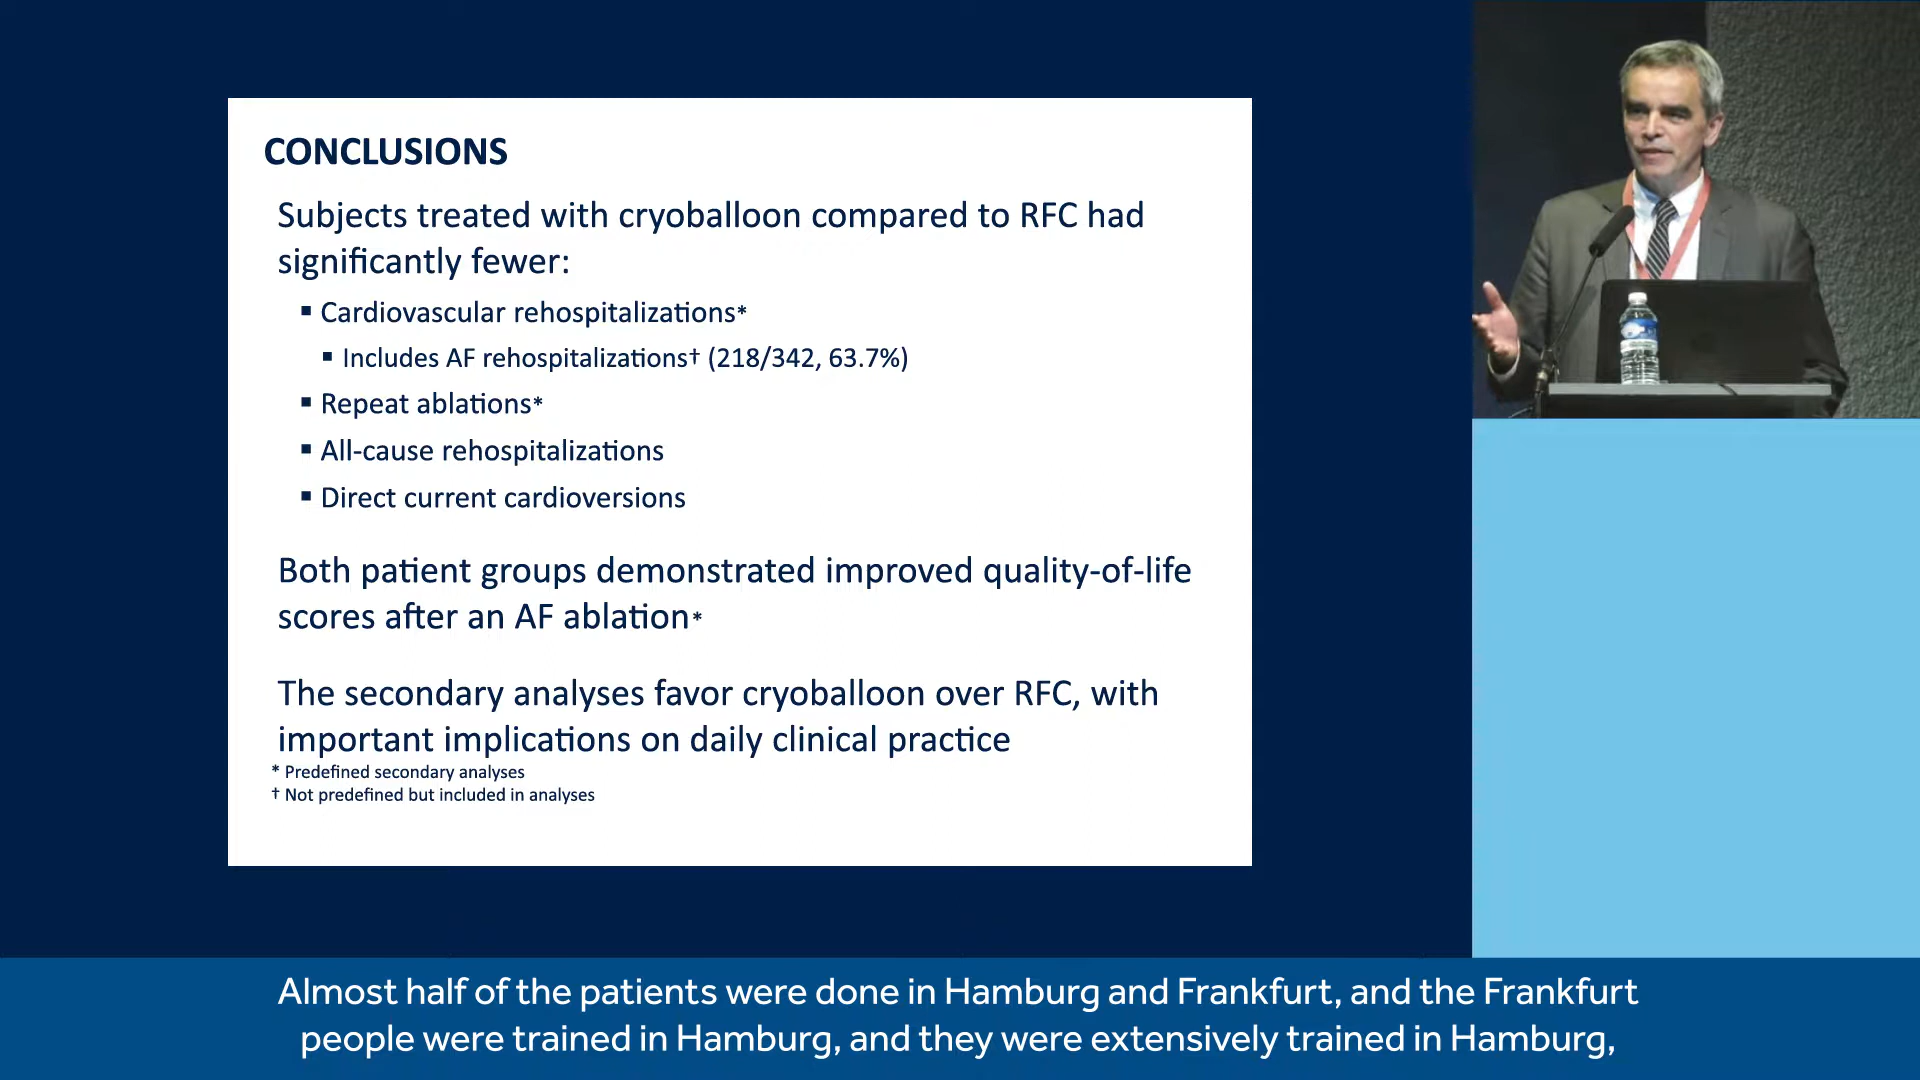 CONCLUSIONS
Subjects treated with cryoballoon compared to RFC had
significantly fewer:
▪ Cardiovascular rehospitalizations*
▪ Includes AF rehospitalizations† (218/342, 63.7%)
▪ Repeat ablations*
▪ All-cause rehospitalizations
▪ Direct current cardioversions
Both patient groups demonstrated improved quality-of-life
scores after an AF ablation*
The secondary analyses favor cryoballoon over RFC, with
important implications on daily clinical practice
* Predefined secondary analyses
† Not predefined but included in analyses
Almost half of the patients were done in Hamburg and Frankfurt, and the Frankfurt
people were trained in Hamburg, and they were extensively trained in Hamburg,